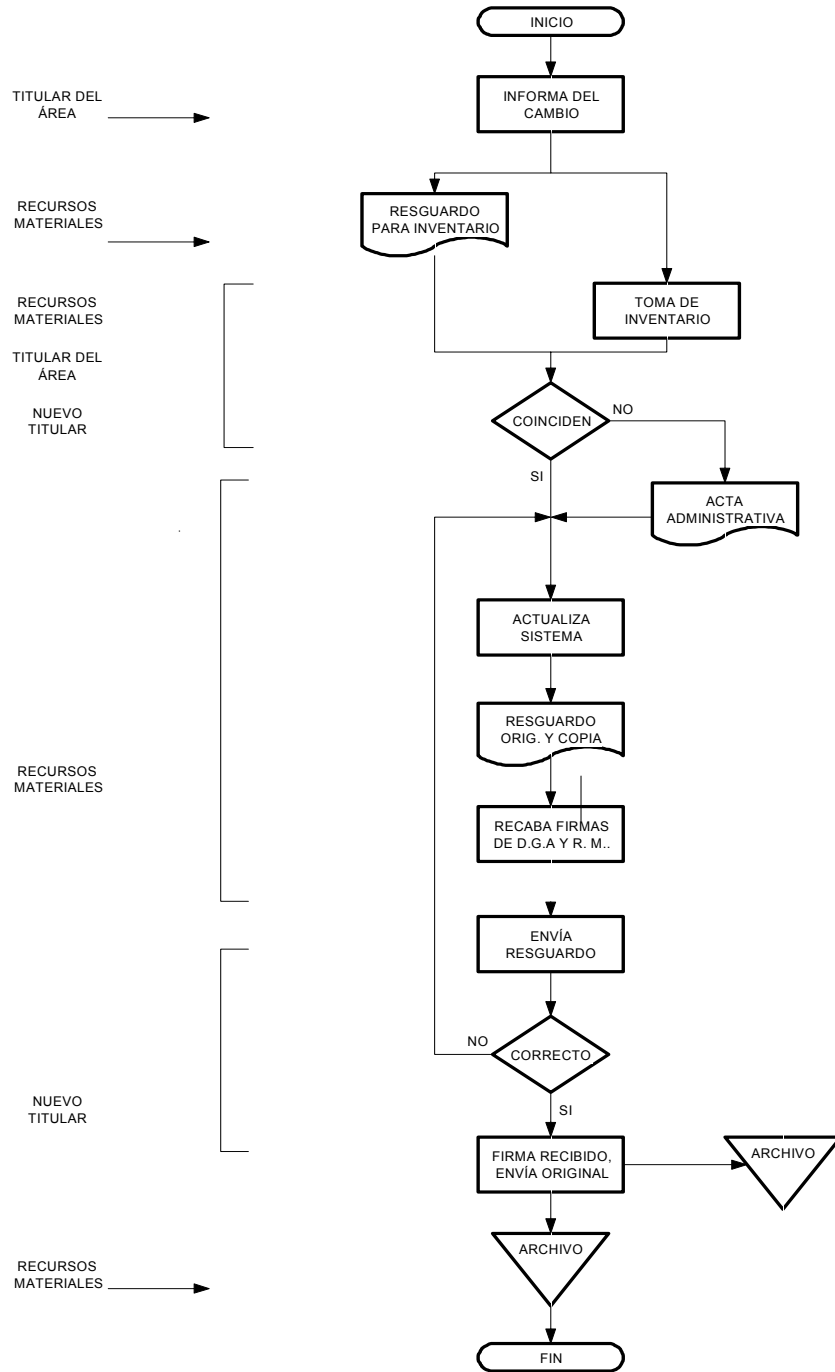 INICIO
TITULAR DEL
ÁREA
INFORMA DEL
CAMBIO
RECURSOS
MATERIALES
RESGUARDO
PARA INVENTARIO
RECURSOS
MATERIALES
TOMA DE
INVENTARIO
TITULAR DEL
ÁREA
NUEVO
TITULAR
COINCIDEN
NO
SI
ACTA
ADMINISTRATIVA
ACTUALIZA
SISTEMA
RESGUARDO
ORIG. Y COPIA
RECURSOS
MATERIALES
RECABA FIRMAS
DE D.G.A Y R. M..
ENVÍA
RESGUARDO
NO
CORRECTO
SI
NUEVO
TITULAR
FIRMA RECIBIDO,
ENVÍA ORIGINAL
ARCHIVO
ARCHIVO
RECURSOS
MATERIALES
FIN